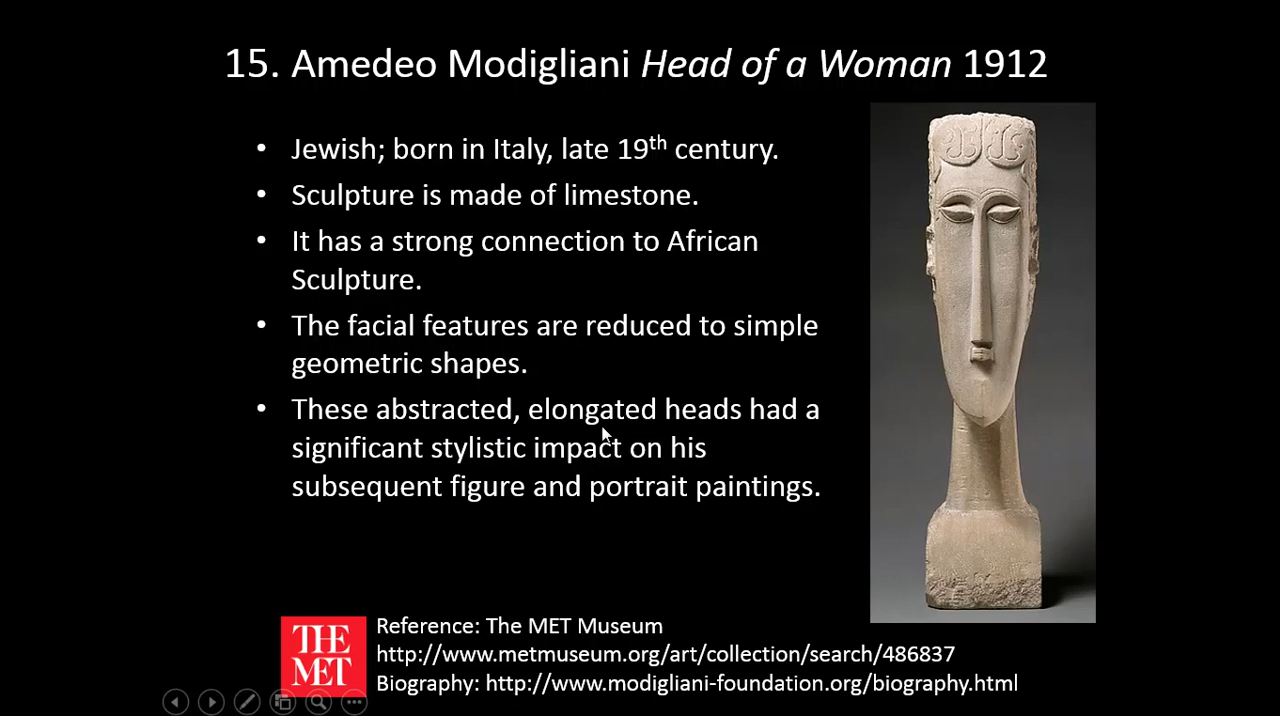 15. Amedeo Modigliani Head of a Woman 1912
• Jewish; born in Italy, late 19th century.
• Sculpture is made of limestone.
• It has a strong connection to African
Sculpture.
• The facial features are reduced to simple
geometric shapes.
• These abstracted, elongated heads had a
significant stylistic impact on his
subsequent figure and portrait paintings.
THE
MET
Reference: The MET Museum
http://www.metmuseum.org/art/collection/search/486837
Biography: http://www.modigliani-foundation.org/biography.html